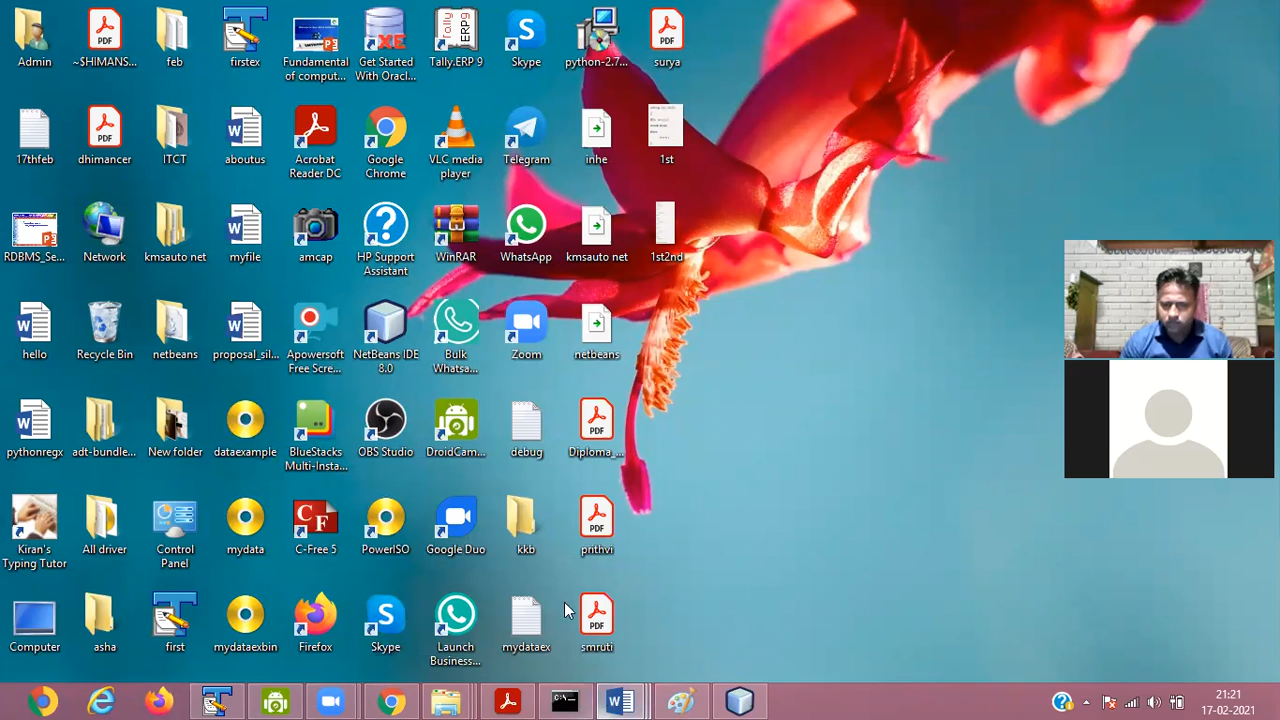 Admin
~$HIMANS...
feb
firstex
Fundamental
of comput...
Get Started
With Oracl...
Tally.ERP 9
Skype
python-2.7...
surya
17thfeb
dhimancer
ITCT
aboutus
Acrobat
Reader DC
Google
Chrome
VLC media
player
Telegram
inhe
1st
RDBMS_Se...
Network
kmsauto net
myfile
amcap
HP Support
Assistant
WinRAR
WhatsApp
kmsauto net
1st2nd
hello
Recycle Bin
netbeans
proposal_sil...
Apowersoft
Free Scre...
NetBeans IDE
8.0
Bulk
Whatsa...
Zoom
netbeans
pythonregx
adt-bundle...
New folder
dataexample
BlueStacks
Multi-Insta...
OBS Studio
DroidCam...
debug
Diploma_...
Kiran's
Typing Tutor
All driver
Control
Panel
mydata
C-Free 5
PowerISO
Google Duo
kkb
prithvi
Computer
asha
first
mydataexbin
Firefox
Skype
Launch
Business...
mydataex
smruti
21:21
17-02-2021